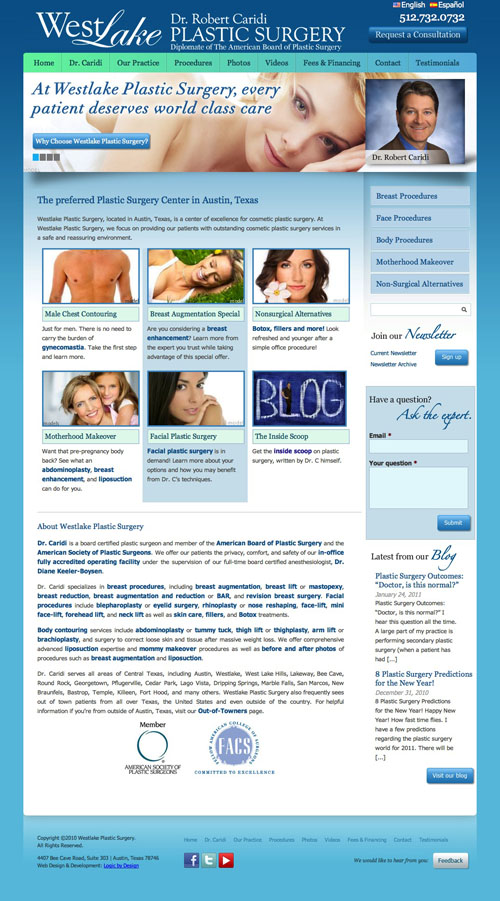 English Español
West Lake
Dr. Robert Caridi
PLASTIC SURGERY
Diplomate of The American Board of Plastic Surgery
512.732.0732
Request a Consultation
Home Dr. Caridi Our Practice Procedures Photos Videos Fees & Financing Contact Testimonials
At Westlake Plastic Surgery, every
patient deserves world class care
Why Choose Westlake Plastic Surgery?
Dr. Robert Caridi
The preferred Plastic Surgery Center in Austin, Texas
Westlake Plastic Surgery, located in Austin, Texas, is a center of excellence for cosmetic plastic surgery. At
Westlake Plastic Surgery, we focus on providing our patients with outstanding cosmetic plastic surgery services in
a safe and reassuring environment.
model
model
model
Male Chest Contouring
Breast Augmentation Special
Nonsurgical Alternatives
Just for men. There is no need to
carry the burden of
gynecomastia. Take the first step
and learn more.
Are you considering a breast
enhancement? Learn more from
the expert you trust while taking
advantage of this special offer.
Botox, fillers and more! Look
refreshed and younger after a
simple office procedure!
models
model
BLOG
Motherhood Makeover
Facial Plastic Surgery
The Inside Scoop
Want that pre-pregnancy body
back? See what an
abdominoplasty, breast
enhancement, and liposuction
can do for you.
Facial plastic surgery is in
demand! Learn more about your
options and how you may benefit
from Dr. C's techniques.
Get the inside scoop on
plastic surgery, written by Dr. C himself.
About Westlake Plastic Surgery
Dr. Caridi is a board certified plastic surgeon and member of the American Board of Plastic Surgery and the
American Society of Plastic Surgeons. We offer our patients the privacy, comfort, and safety of our in-office
fully accredited operating facility under the supervision of our full-time board certified anesthesiologist, Dr.
Diane Keeler-Boysen.
Dr. Caridi specializes in breast procedures, including breast augmentation, breast lift or mastopexy,
breast reduction, breast augmentation and reduction or BAR, and revision breast surgery. Facial
procedures include blepharoplasty or eyelid surgery, rhinoplasty or nose reshaping, face-lift, mini
face-lift, forehead lift, and neck lift as well as skin care, fillers, and Botox treatments.
Body contouring services include abdominoplasty or tummy tuck, thigh lift or thighplasty, arm lift or
brachioplasty, and surgery to correct loose skin and tissue after massive weight loss. We offer comprehensive
advanced liposuction expertise and mommy makeover procedures as well as before and after photos of
procedures such as breast augmentation and liposuction.
Dr. Caridi serves all areas of Central Texas, including Austin, Westlake, West Lake Hills, Lakeway, Bee Cave,
Round Rock, Georgetown, Pflugerville, Cedar Park, Lago Vista, Dripping Springs, Marble Falls, San Marcos, New
Braunfels, Bastrop, Temple, Killeen, Fort Hood, and many others. Westlake Plastic Surgery also frequently sees
out of town patients from all over Texas, the United States and even outside of the country. For helpful
information if you're from outside of Austin, Texas, visit our Out-of-Towners page.
Member
AMERICAN SOCIETY OF
PLASTIC SURGEONS
FELLOW AMERICAN COLLEGE OF SURGEONS
FACS
COMMITTED TO EXCELLENCE
Breast Procedures
Face Procedures
Body Procedures
Motherhood Makeover
Non-Surgical Alternatives
Join our Newsletter
Current Newsletter
Newsletter Archive
Sign up
Have a question?
Ask the expert.
Email *
Your question *
Submit
Latest from our Blog
Plastic Surgery Outcomes:
"Doctor, is this normal?"
January 24, 2011
Plastic Surgery Outcomes:
"Doctor, is this normal?" I
hear this question all the time.
A large part of my practice is
performing secondary plastic
surgery (when a patient has
had [...]
8 Plastic Surgery Predictions
for the New Year!
December 31, 2010
8 Plastic Surgery Predictions
for the New Year! Happy New
Year! How fast time flies. I
have a few predictions
regarding the plastic surgery
world for 2011. There will be
[...]
Visit our blog
Copyright ©2010 Westlake Plastic Surgery.
All Rights Reserved.
4407 Bee Cave Road, Suite 303 | Austin, Texas 78746
Web Design & Development: Logic by Design
Home Dr. Caridi Our Practice Procedures Photos Videos Fees & Financing Contact Testimonials
We would like to hear from you: Feedback